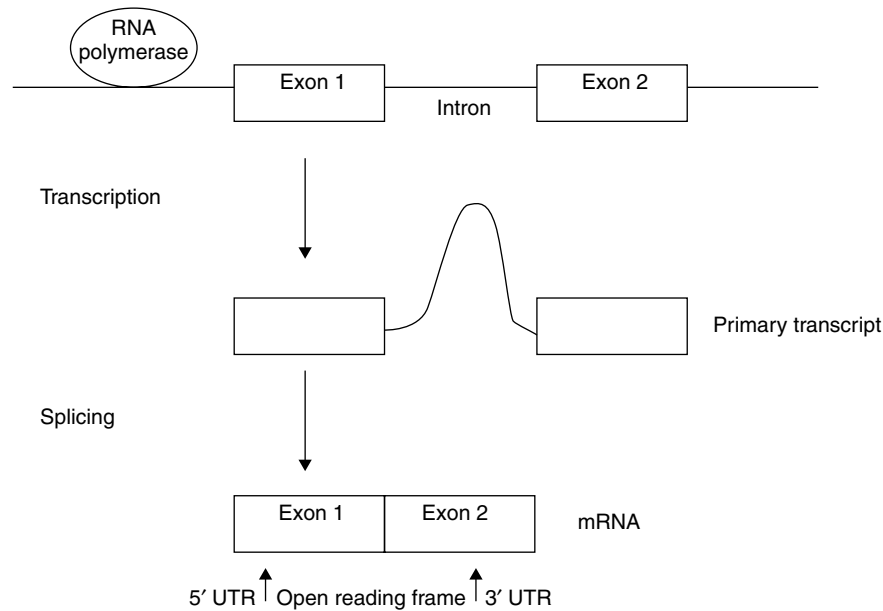 RNA
polymerase
Exon 1
Intron
Exon 2
Transcription
Primary transcript
Splicing
Exon 1
Exon 2
mRNA
5′ UTR
Open reading frame
3′ UTR